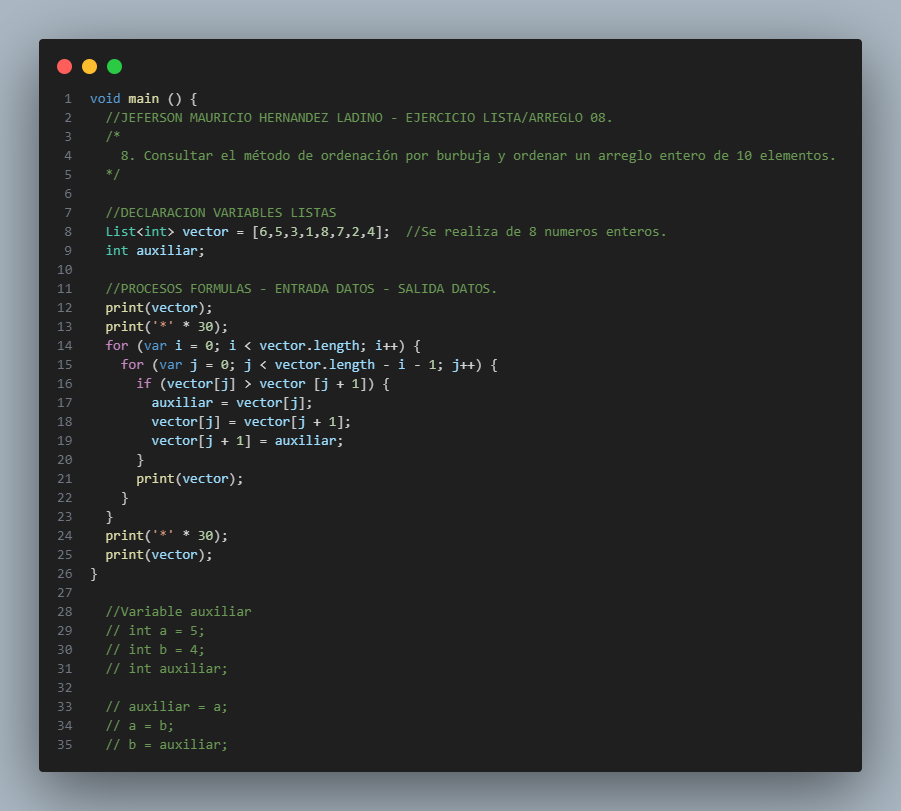 1 void main () {
2 //JEFERSON MAURICIO HERNANDEZ LADINO - EJERCICIO LISTA/ARREGLO 08.
3 /*
4 8. Consultar el método de ordenación por burbuja y ordenar un arreglo entero de 10 elementos.
5 */
6
7 //DECLARACION VARIABLES LISTAS
8 List<int> vector = [6,5,3,1,8,7,2,4];  //Se realiza de 8 numeros enteros.
9 int auxiliar;
10
11 //PROCESOS FORMULAS - ENTRADA DATOS - SALIDA DATOS.
12 print(vector);
13 print('*' * 30);
14 for (var i = 0; i < vector.length; i++) {
15 for (var j = 0; j < vector.length - i - 1; j++) {
16 if (vector[j] > vector [j + 1]) {
17 auxiliar = vector[j];
18 vector[j] = vector[j + 1];
19 vector[j + 1] = auxiliar;
20 }
21 print(vector);
22 }
23 }
24 print('*' * 30);
25 print(vector);
26 }
27
28 //Variable auxiliar
29 // int a = 5;
30 // int b = 4;
31 // int auxiliar;
32
33 // auxiliar = a;
34 // a = b;
35 // b = auxiliar;